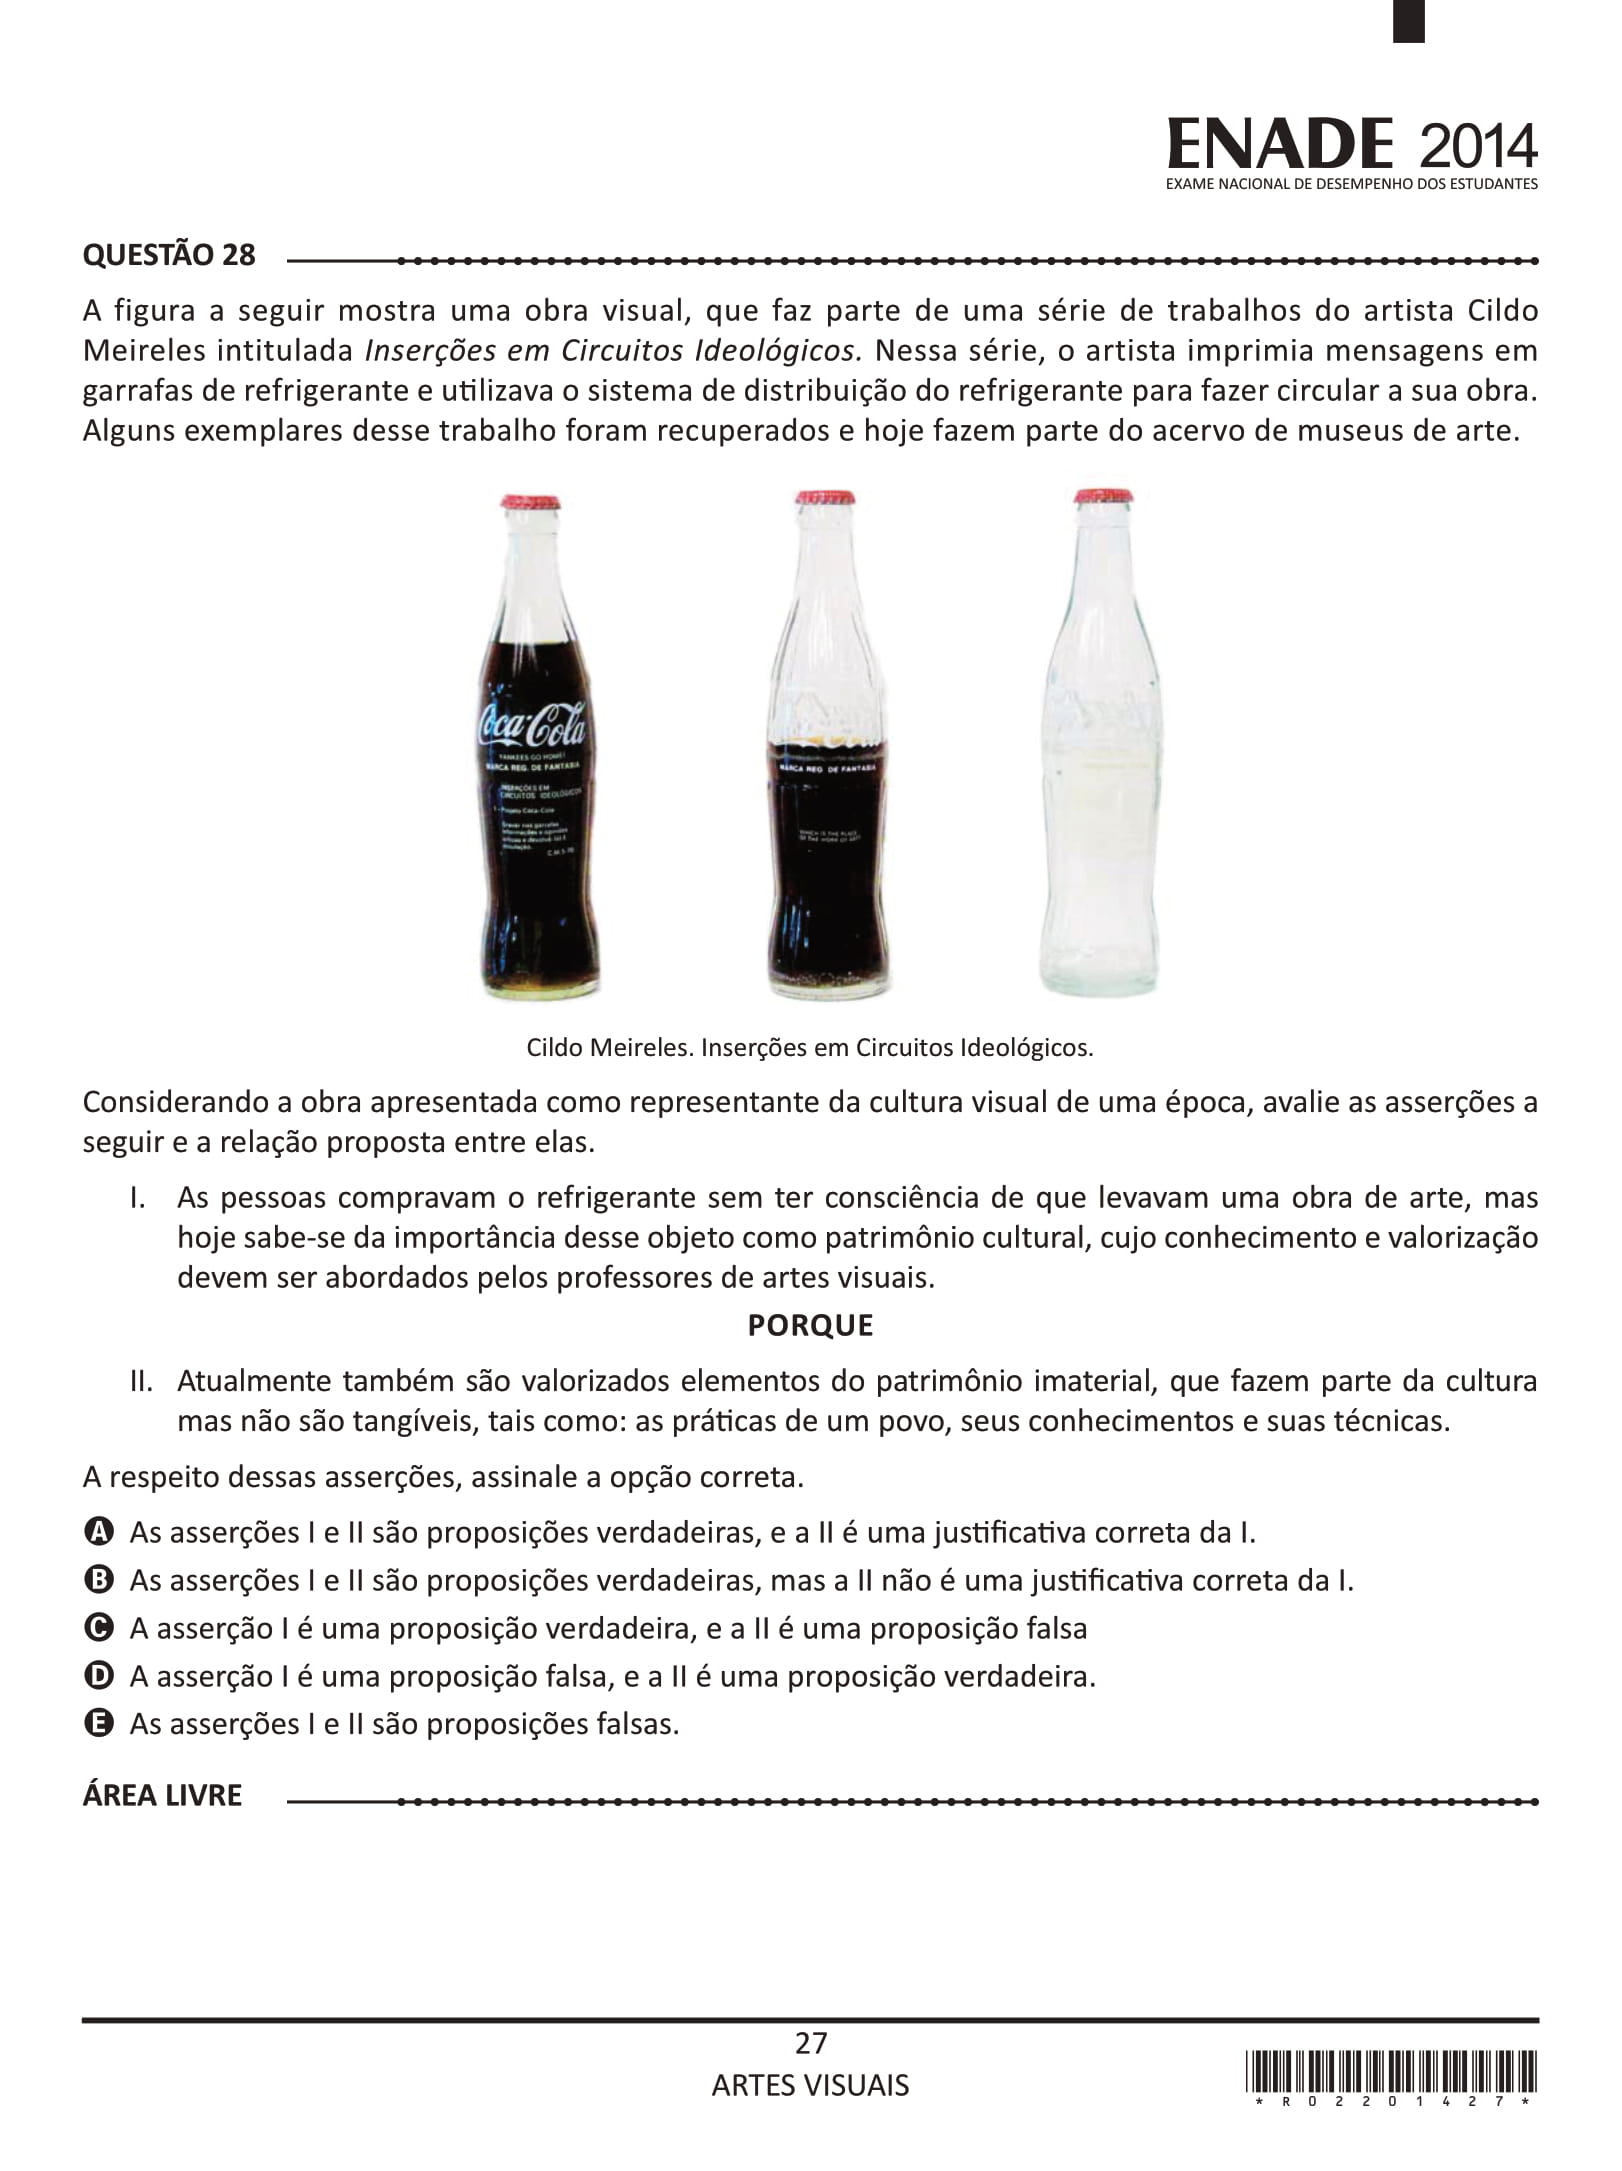 ENADE 2014
EXAME NACIONAL DE DESEMPENHO DOS ESTUDANTES
QUESTÃO 28
A figura a seguir mostra uma obra visual, que faz parte de uma série de trabalhos do artista Cildo
Meireles intitulada Inserções em Circuitos Ideológicos. Nessa série, o artista imprimia mensagens em
garrafas de refrigerante e utilizava o sistema de distribuição do refrigerante para fazer circular a sua obra.
Alguns exemplares desse trabalho foram recuperados e hoje fazem parte do acervo de museus de arte.
Coca-Cola
YANKEES GO HOME!
MARCA REG. DE FANTASIA
INSERÇÕES EM
CIRCUITOS IDEOLÓGICOS
1 - Projeto Coca-Cola
Gravar nas garrafas
informações e opiniões
críticas e devolvê-las à
circulação.
C.M. 5-70
MARCA REG DE FANTASIA
WHICH IS THE PLACE
OF THE WORK OF ART?
Cildo Meireles. Inserções em Circuitos Ideológicos.
Considerando a obra apresentada como representante da cultura visual de uma época, avalie as asserções a
seguir e a relação proposta entre elas.
I. As pessoas compravam o refrigerante sem ter consciência de que levavam uma obra de arte, mas
hoje sabe-se da importância desse objeto como patrimônio cultural, cujo conhecimento e valorização
devem ser abordados pelos professores de artes visuais.
PORQUE
II. Atualmente também são valorizados elementos do patrimônio imaterial, que fazem parte da cultura
mas não são tangíveis, tais como: as práticas de um povo, seus conhecimentos e suas técnicas.
A respeito dessas asserções, assinale a opção correta.
A As asserções I e II são proposições verdadeiras, e a II é uma justificativa correta da I.
B As asserções I e II são proposições verdadeiras, mas a II não é uma justificativa correta da I.
C A asserção I é uma proposição verdadeira, e a II é uma proposição falsa
D A asserção I é uma proposição falsa, e a II é uma proposição verdadeira.
E As asserções I e II são proposições falsas.
ÁREA LIVRE
27
ARTES VISUAIS
*R02201427*